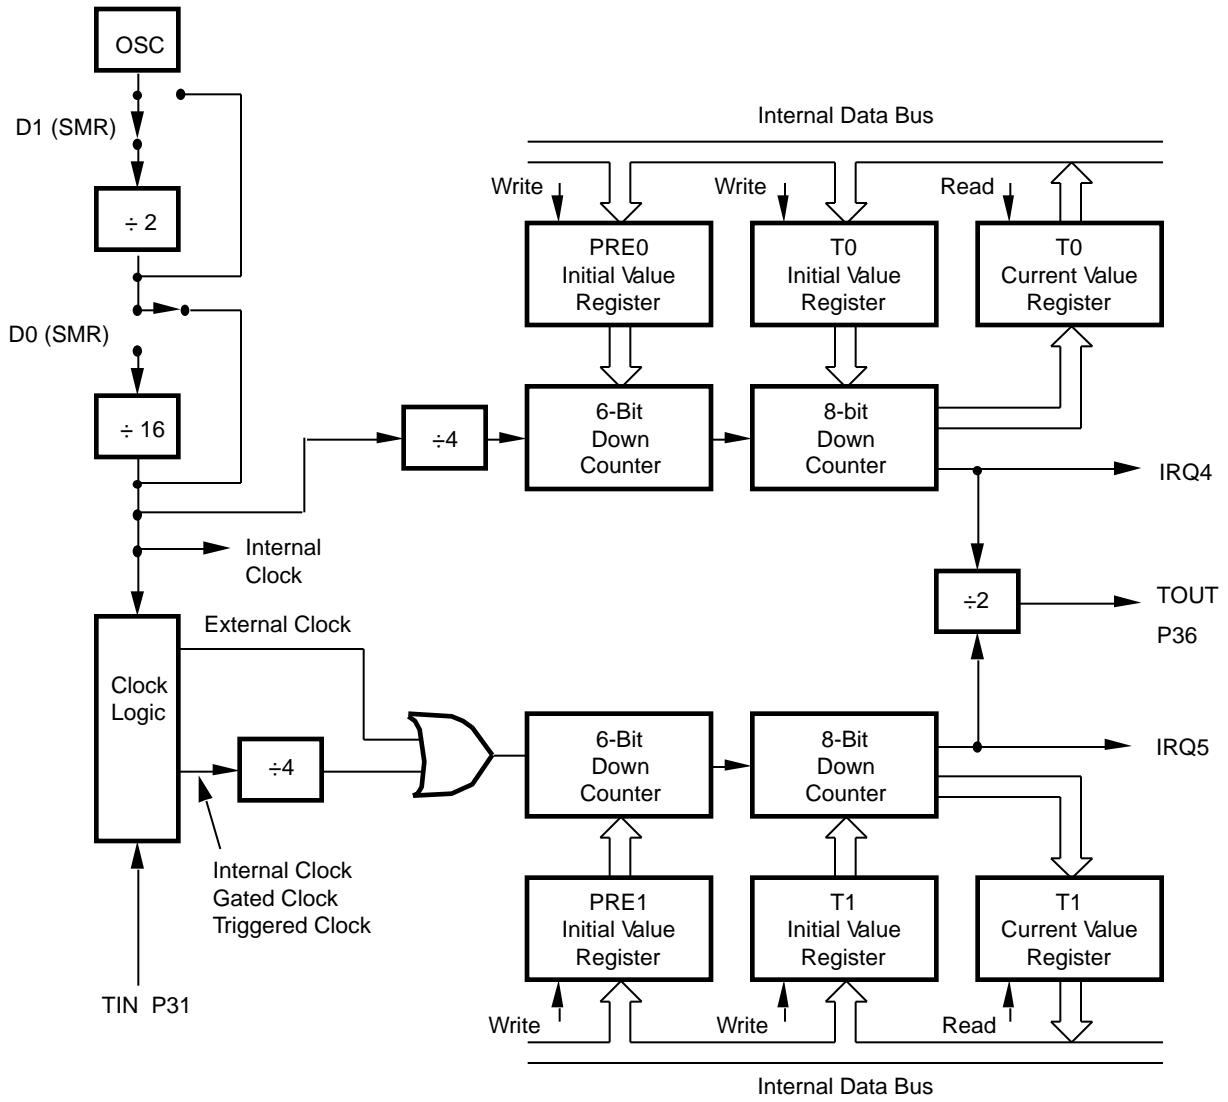 OSC
D1 (SMR)
÷ 2
D0 (SMR)
÷ 16
Internal
Clock
Internal Data Bus
Write
Write
Read
PRE0
Initial Value
Register
T0
Initial Value
Register
T0
Current Value
Register
÷4
6-Bit
Down
Counter
8-bit
Down
Counter
IRQ4
÷2
TOUT
P36
External Clock
Clock
Logic
÷4
6-Bit
Down
Counter
8-Bit
Down
Counter
IRQ5
Internal Clock
Gated Clock
Triggered Clock
PRE1
Initial Value
Register
T1
Initial Value
Register
T1
Current Value
Register
TIN P31
Write
Write
Read
Internal Data Bus